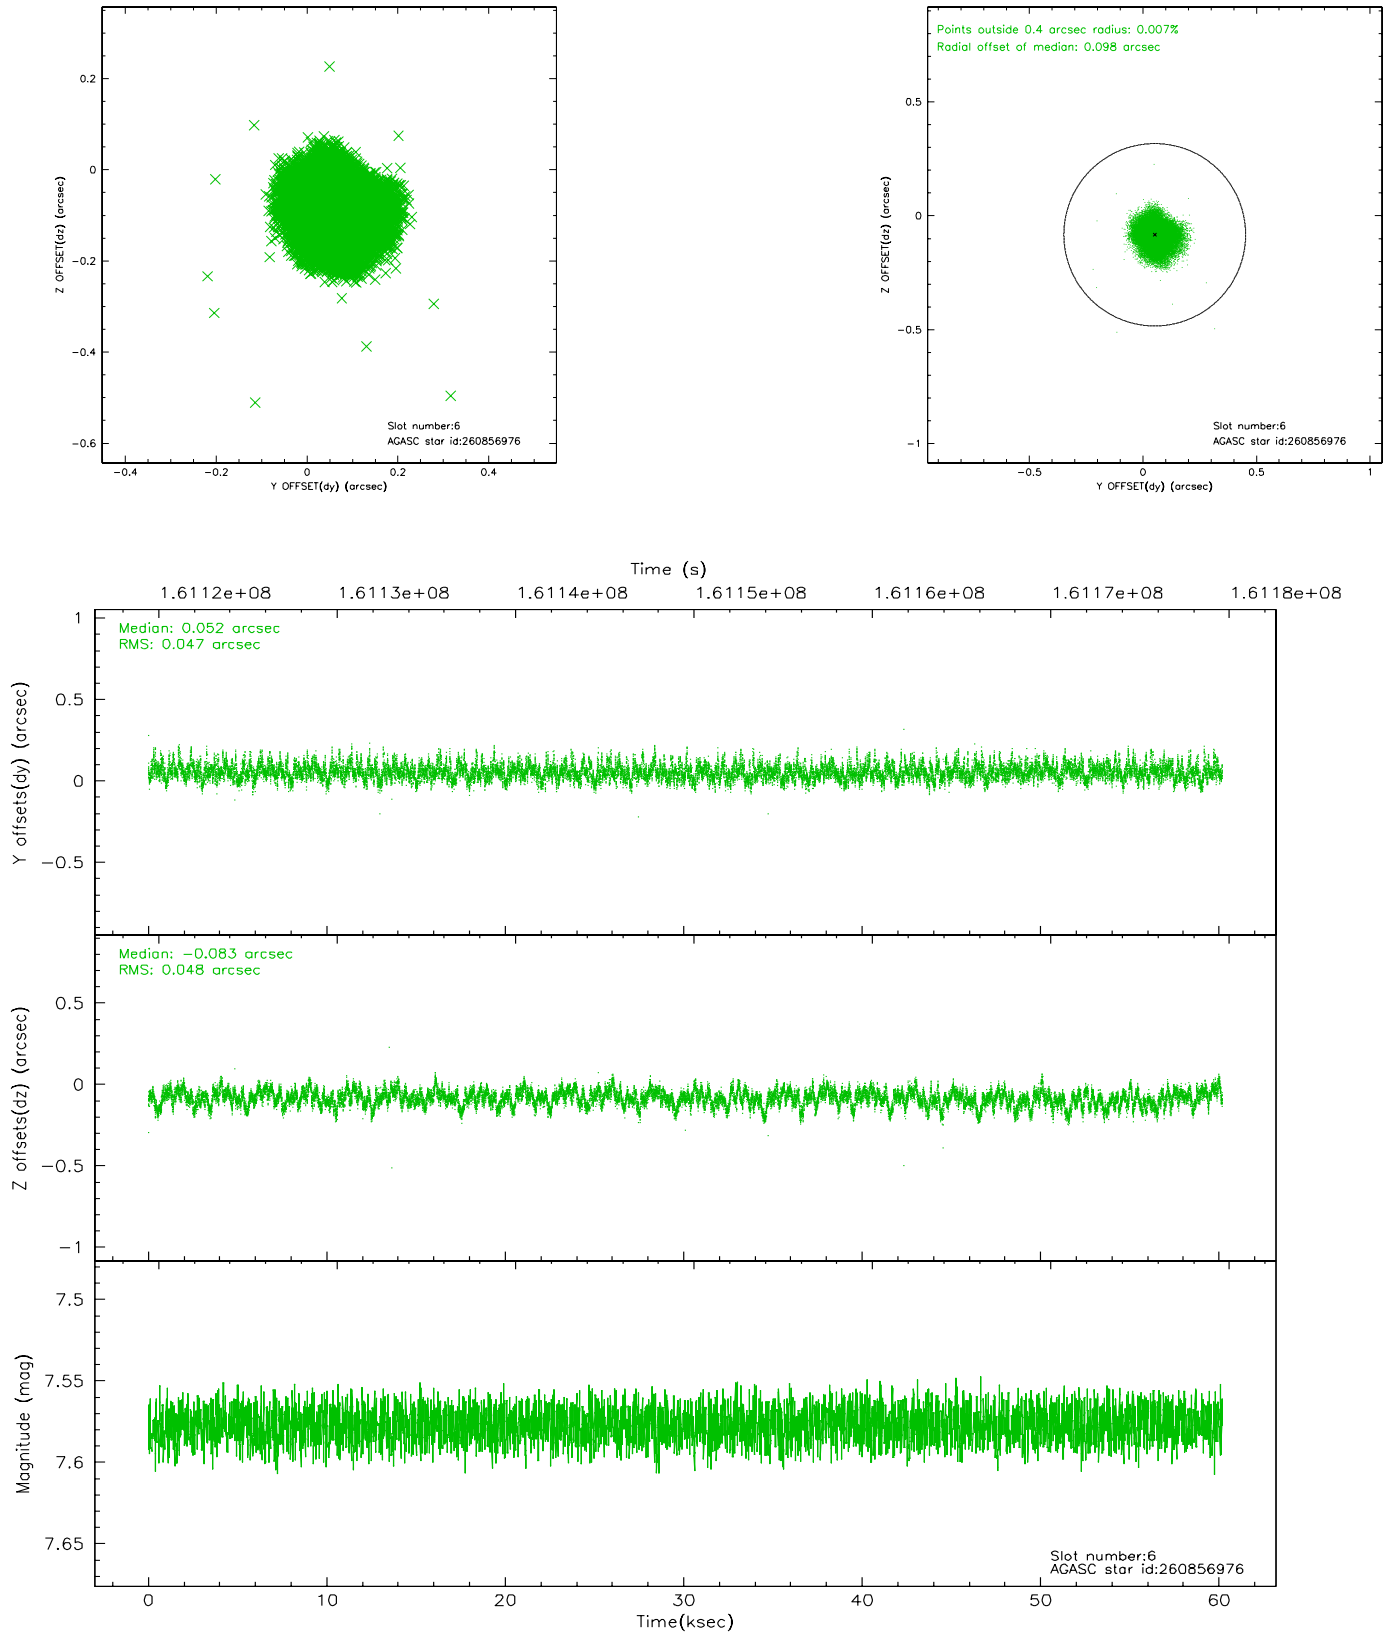 0.2
0
−0.2
−0.4
−0.6
Z OFFSET(dz) (arcsec)
Slot number:6
AGASC star id:260856976
−0.4 −0.2 0 0.2 0.4
Y OFFSET(dy) (arcsec)
Points outside 0.4 arcsec radius: 0.007%
Radial offset of median: 0.098 arcsec
0.5
0
−0.5
−1
Z OFFSET(dz) (arcsec)
Slot number:6
AGASC star id:260856976
−0.5 0 0.5 1
Y OFFSET(dy) (arcsec)
Time (s)
1.6112e+08 1.6113e+08 1.6114e+08 1.6115e+08 1.6116e+08 1.6117e+08 1.6118e+08
Median: 0.052 arcsec
RMS: 0.047 arcsec
1
0.5
0
−0.5
Y offsets(dy) (arcsec)
Median: −0.083 arcsec
RMS: 0.048 arcsec
0.5
0
−0.5
−1
Z offsets(dz) (arcsec)
7.5
7.55
7.6
7.65
Magnitude (mag)
Slot number:6
AGASC star id:260856976
0 10 20 30 40 50 60
Time(ksec)